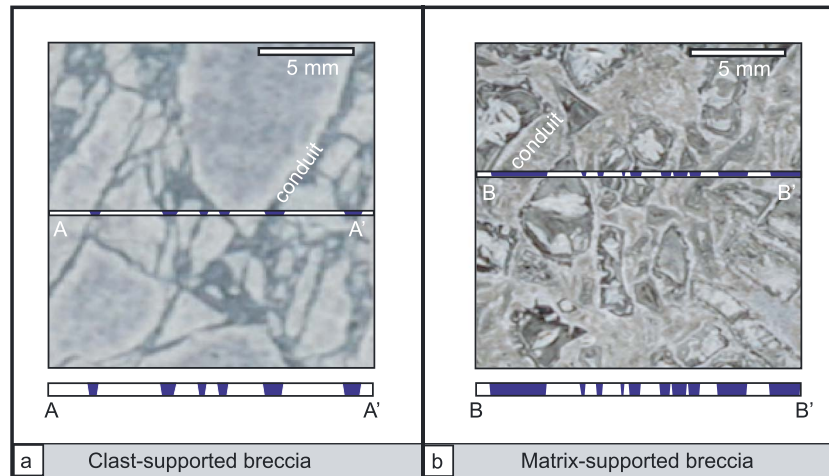 5 mm
conduit
A A'
A A'
a Clast-supported breccia
5 mm
conduit
B B'
B B'
b Matrix-supported breccia